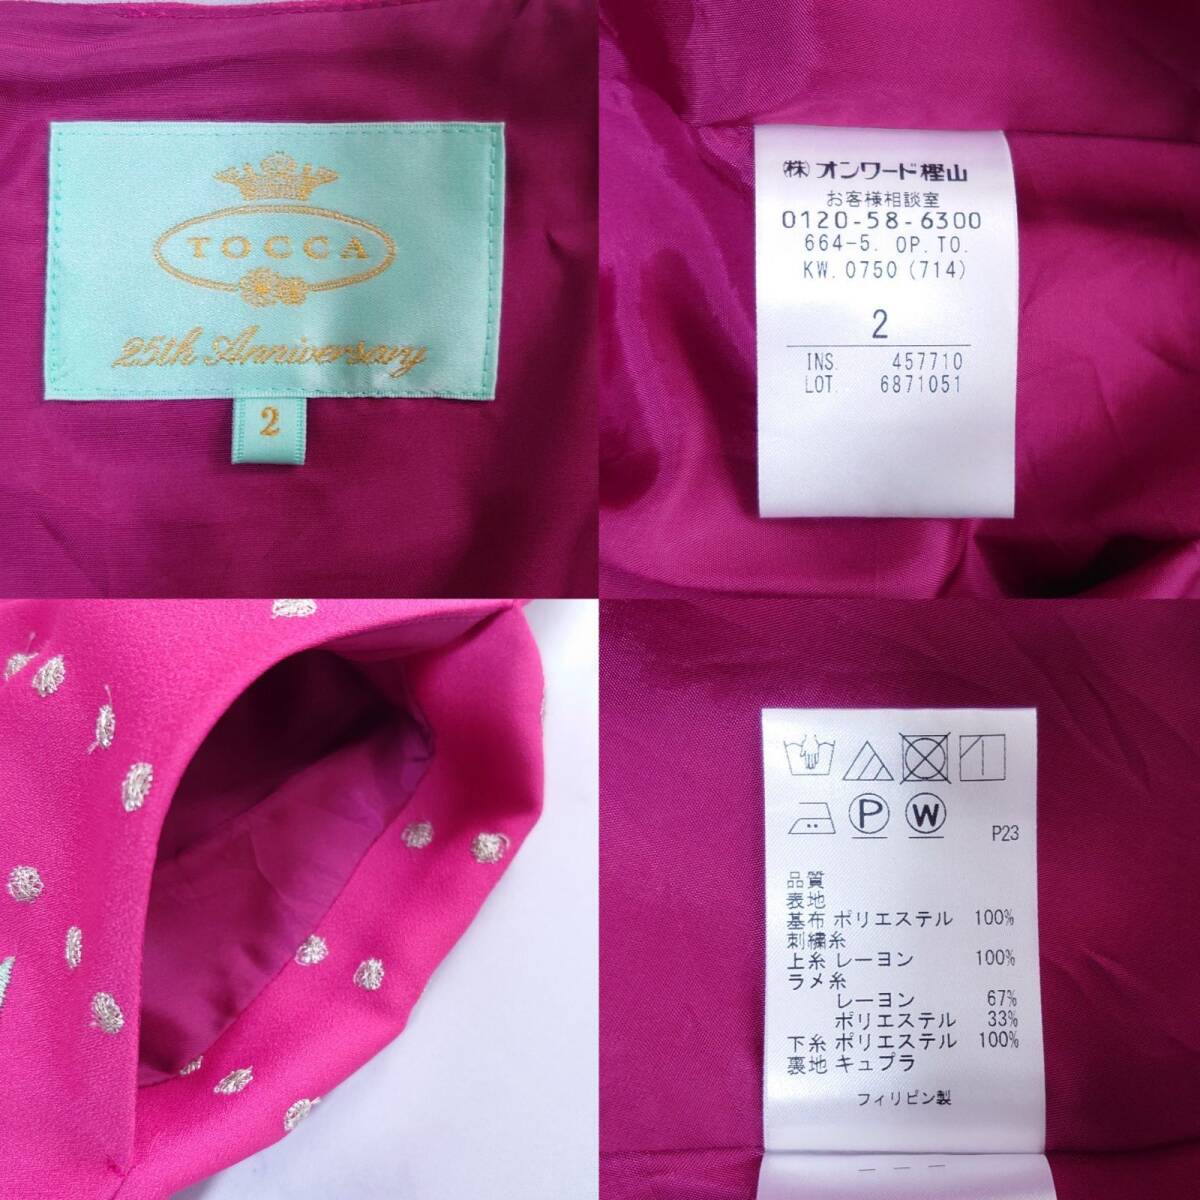 TOCCA
25th Anniversary
2
㈱オンワード樫山
お客様相談室
0120-58-6300
664-5. OP. TO.
KW. 0750 (714)
2
INS. 457710
LOT. 6871051
P
W
P23
品質
表地
基布 ポリエステル 100%
刺繍糸
上糸 レーヨン 100%
ラメ糸
レーヨン 67%
ポリエステル 33%
下糸 ポリエステル 100%
裏地 キュプラ
フィリピン製